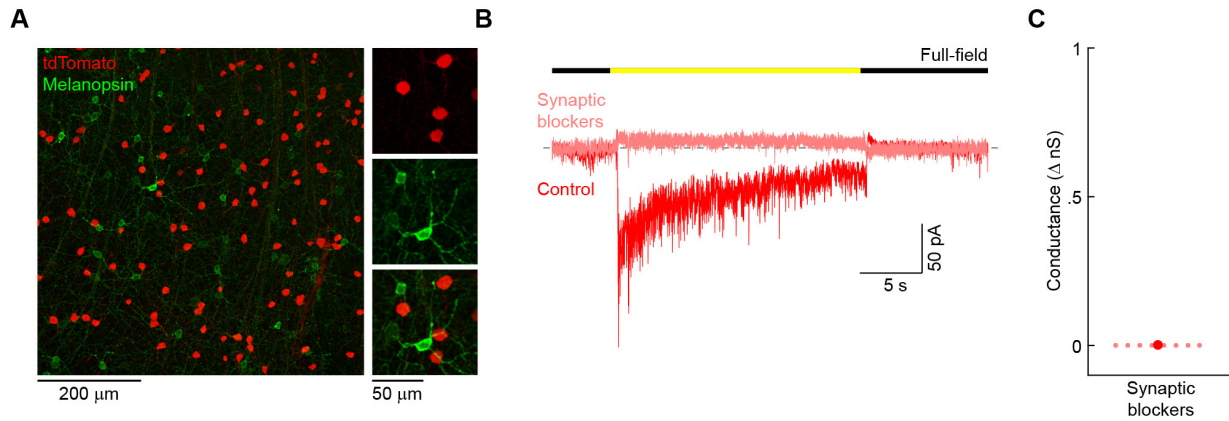 A
tdTomato
Melanopsin
200 μm
50 μm
B
Full-field
Synaptic
blockers
Control
50 pA
5 s
C
Conductance (Δ nS)
1
.5
0
Synaptic
blockers